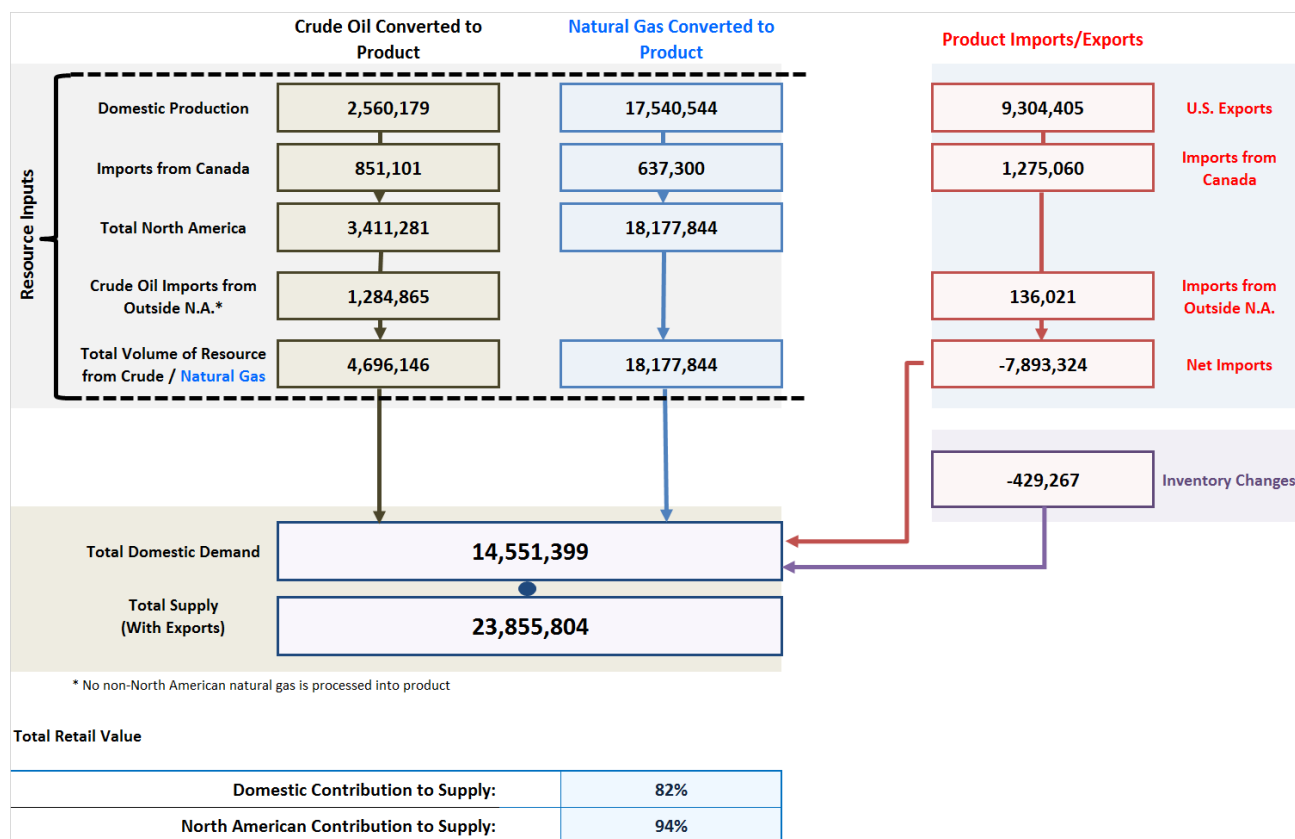 Crude Oil Converted to
Product
Natural Gas Converted to
Product
Product Imports/Exports
Resource Inputs
Domestic Production
2,560,179
17,540,544
9,304,405
U.S. Exports
Imports from Canada
851,101
637,300
1,275,060
Imports from
Canada
Total North America
3,411,281
18,177,844
Crude Oil Imports from
Outside N.A.*
1,284,865
136,021
Imports from
Outside N.A.
Total Volume of Resource
from Crude / Natural Gas
4,696,146
18,177,844
-7,893,324
Net Imports
-429,267
Inventory Changes
Total Domestic Demand
14,551,399
Total Supply
(With Exports)
23,855,804
* No non-North American natural gas is processed into product
Total Retail Value
Domestic Contribution to Supply:
82%
North American Contribution to Supply:
94%